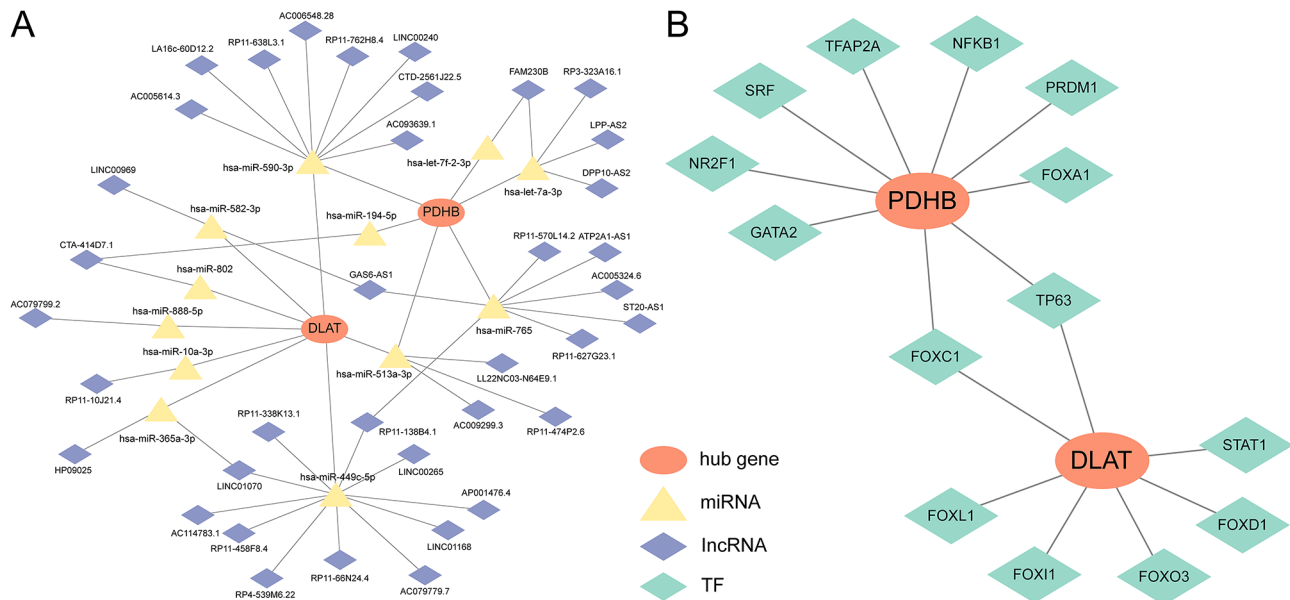 A
AC006548.28
RP11-638L3.1
RP11-762H8.4
LINC00240
LA16c-60D12.2
CTD-2561J22.5
AC005614.3
AC093639.1
hsa-miR-590-3p
FAM230B
RP3-323A16.1
LPP-AS2
hsa-let-7f-2-3p
DPP10-AS2
hsa-let-7a-3p
LINC00969
hsa-miR-582-3p
hsa-miR-194-5p
PDHB
CTA-414D7.1
RP11-570L14.2
ATP2A1-AS1
hsa-miR-802
GAS6-AS1
AC005324.6
AC079799.2
hsa-miR-888-5p
ST20-AS1
DLAT
hsa-miR-765
hsa-miR-10a-3p
RP11-627G23.1
hsa-miR-513a-3p
LL22NC03-N64E9.1
RP11-10J21.4
hsa-miR-365a-3p
RP11-338K13.1
RP11-138B4.1
AC009299.3
RP11-474P2.6
HP09025
LINC00265
LINC01070
hsa-miR-449c-5p
AP001476.4
AC114783.1
RP11-458F8.4
LINC01168
RP11-66N24.4
RP4-539M6.22
AC079779.7
hub gene
miRNA
lncRNA
TF
B
TFAP2A
NFKB1
SRF
PRDM1
NR2F1
FOXA1
PDHB
GATA2
TP63
FOXC1
STAT1
DLAT
FOXL1
FOXD1
FOXI1
FOXO3